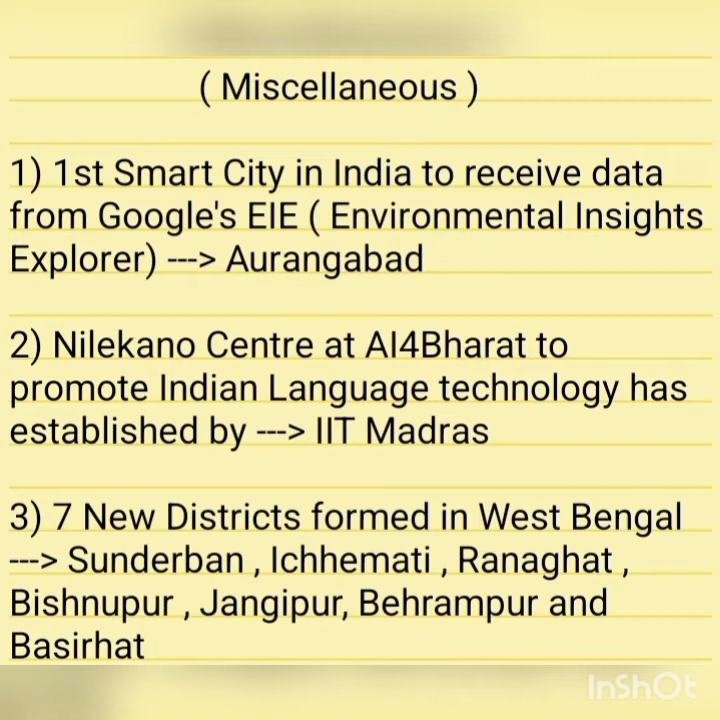 ( Miscellaneous )
1) 1st Smart City in India to receive data
from Google's EIE ( Environmental Insights
Explorer) ---> Aurangabad
2) Nilekano Centre at AI4Bharat to
promote Indian Language technology has
established by ---> IIT Madras
3) 7 New Districts formed in West Bengal
---> Sunderban , Ichhemati , Ranaghat ,
Bishnupur , Jangipur, Behrampur and
Basirhat
InShOt